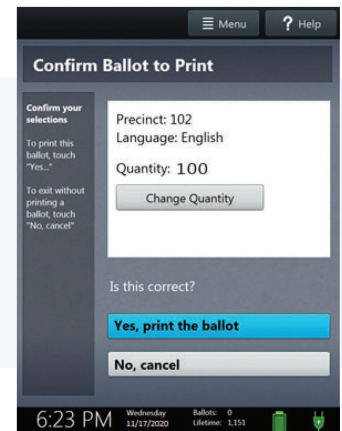 Menu
? Help
Confirm Ballot to Print
Confirm your
selections
To print this
ballot, touch
"Yes..."
To exit without
printing a
ballot, touch
"No, cancel"
Precinct: 102
Language: English
Quantity: 100
Change Quantity
Is this correct?
Yes, print the ballot
No, cancel
6:23 PM
Wednesday
11/17/2020
Ballots: 0
Lifetime: 1,151